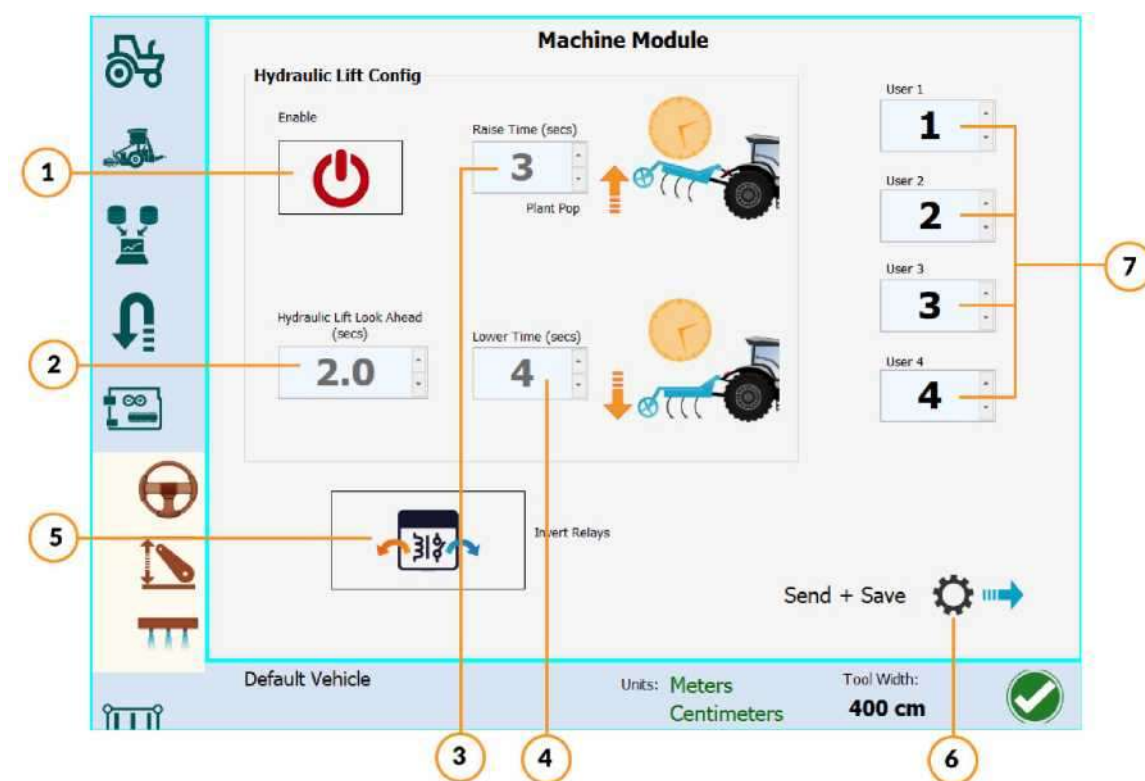 Machine Module
Hydraulic Lift Config
Enable
Raise Time (secs)
3
Plant Pop
Hydraulic Lift Look Ahead
(secs)
2.0
Lower Time (secs)
4
User 1
1
User 2
2
User 3
3
User 4
4
Invert Relays
Send + Save
Default Vehicle
Units: Meters
Centimeters
Tool Width:
400 cm
1
2
3
4
5
6
7